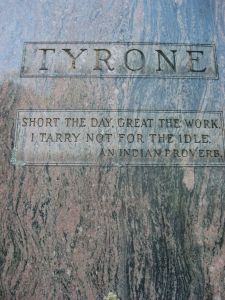 TYRONE
SHORT THE DAY, GREAT THE WORK,
I TARRY NOT FOR THE IDLE.
AN INDIAN PROVERB.